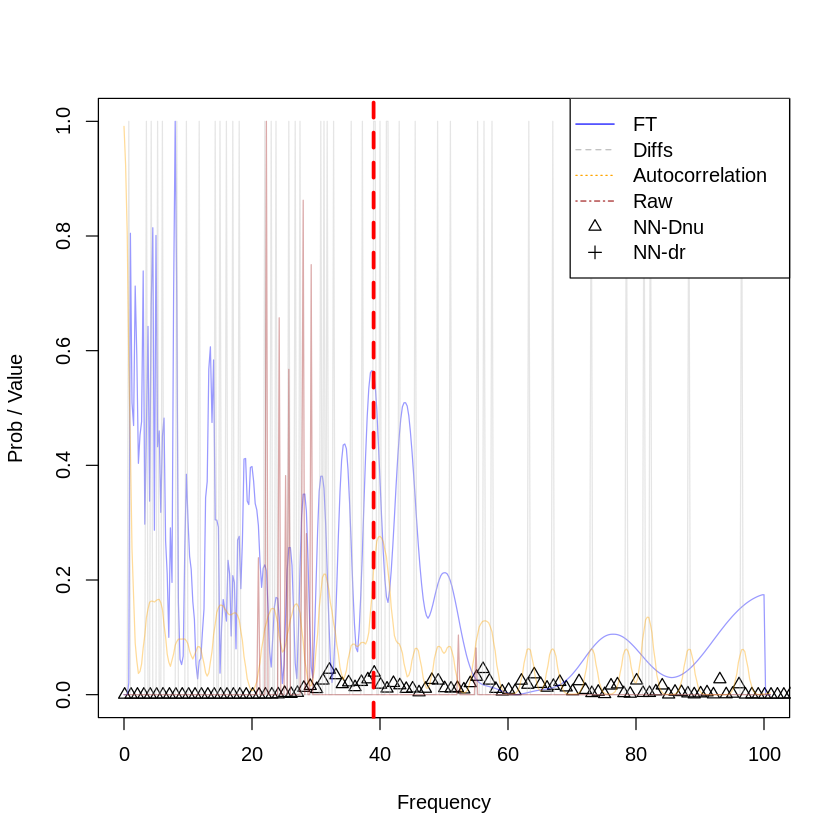 FT
Diffs
Autocorrelation
Raw
NN-Dnu
NN-dr
Prob / Value
1.0
0.8
0.6
0.4
0.2
0.0
0 20 40 60 80 100
Frequency